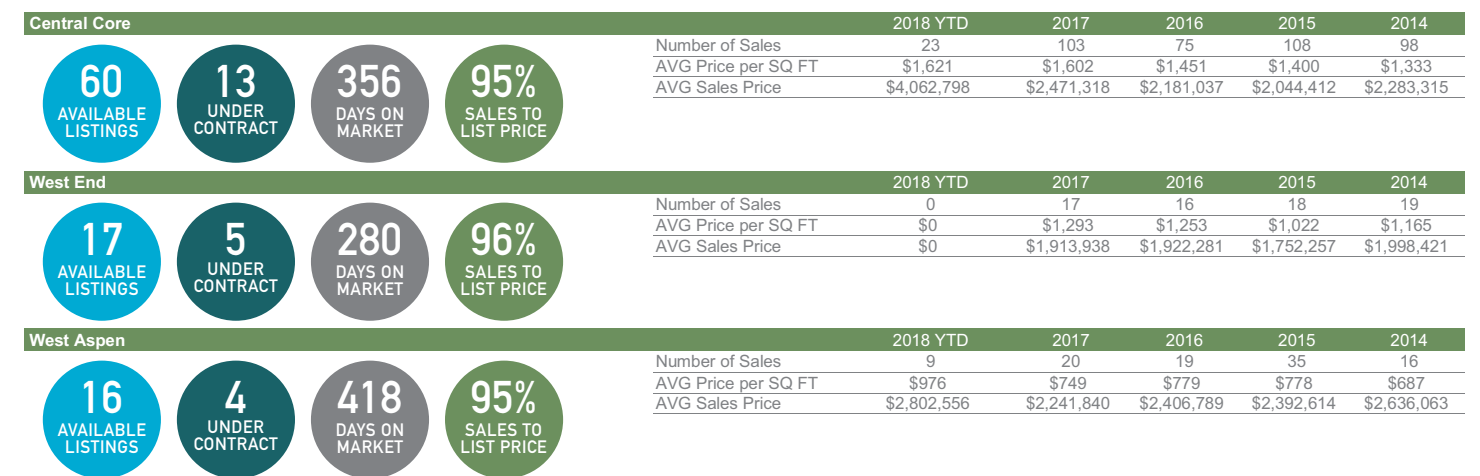 Central Core 2018 YTD 2017 2016 2015 2014
Number of Sales 23 103 75 108 98
AVG Price per SQ FT $1,621 $1,602 $1,451 $1,400 $1,333
AVG Sales Price $4,062,798 $2,471,318 $2,181,037 $2,044,412 $2,283,315
60 13 356 95%
AVAILABLE UNDER DAYS ON SALES TO
LISTINGS CONTRACT MARKET LIST PRICE
West End 2018 YTD 2017 2016 2015 2014
Number of Sales 0 17 16 18 19
AVG Price per SQ FT $0 $1,293 $1,253 $1,022 $1,165
AVG Sales Price $0 $1,913,938 $1,922,281 $1,752,257 $1,998,421
17 5 280 96%
AVAILABLE UNDER DAYS ON SALES TO
LISTINGS CONTRACT MARKET LIST PRICE
West Aspen 2018 YTD 2017 2016 2015 2014
Number of Sales 9 20 19 35 16
AVG Price per SQ FT $976 $749 $779 $778 $687
AVG Sales Price $2,802,556 $2,241,840 $2,406,789 $2,392,614 $2,636,063
16 4 418 95%
AVAILABLE UNDER DAYS ON SALES TO
LISTINGS CONTRACT MARKET LIST PRICE